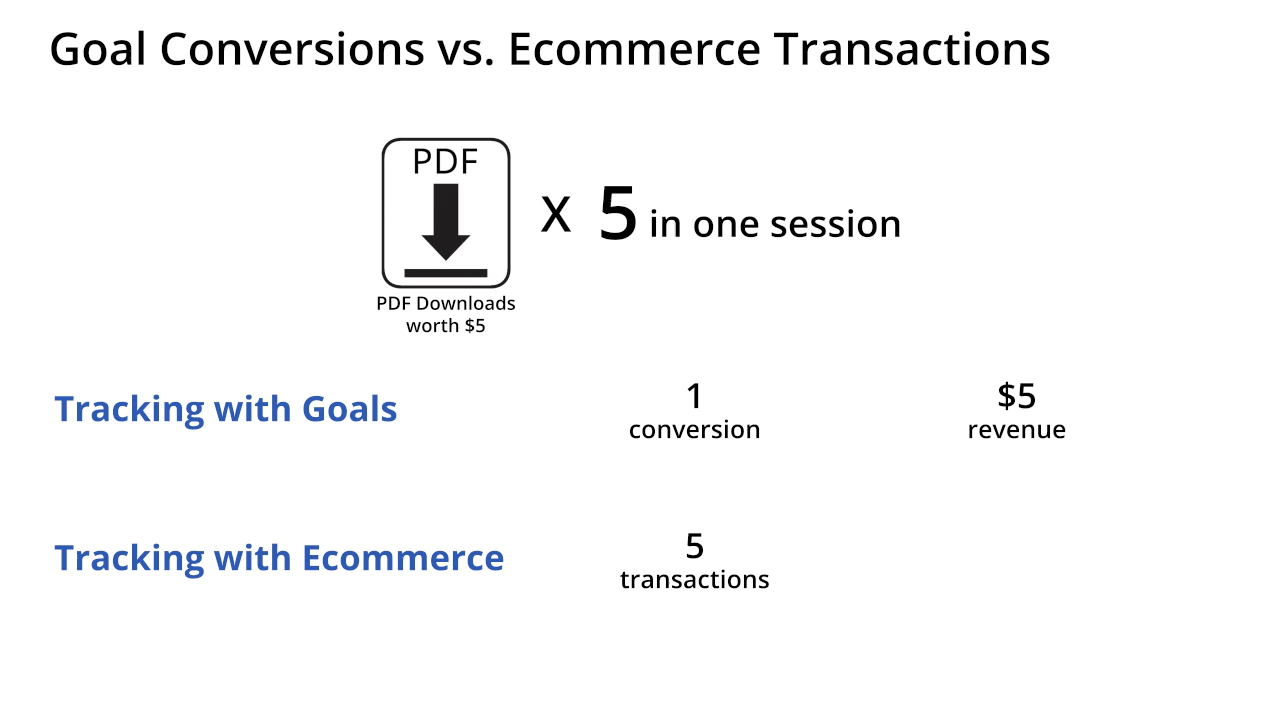 Goal Conversions vs. Ecommerce Transactions
PDF
x 5 in one session
PDF Downloads
worth $5
Tracking with Goals
1
conversion
$5
revenue
Tracking with Ecommerce
5
transactions